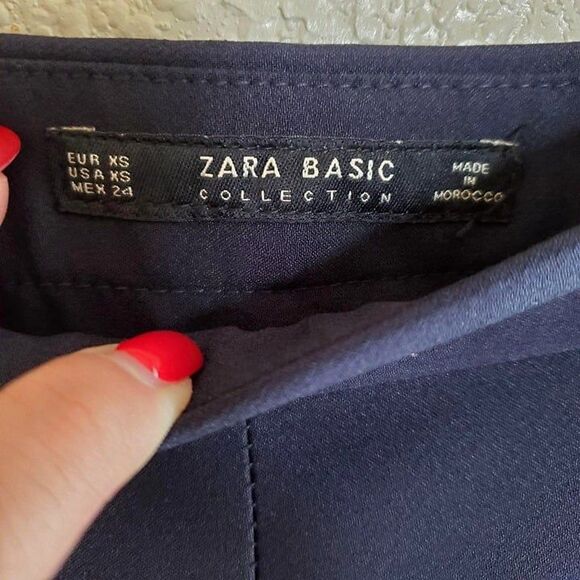 EUR XS
USA XS
MEX 24
ZARA BASIC
COLLECTION
MADE
IN
MOROCCO